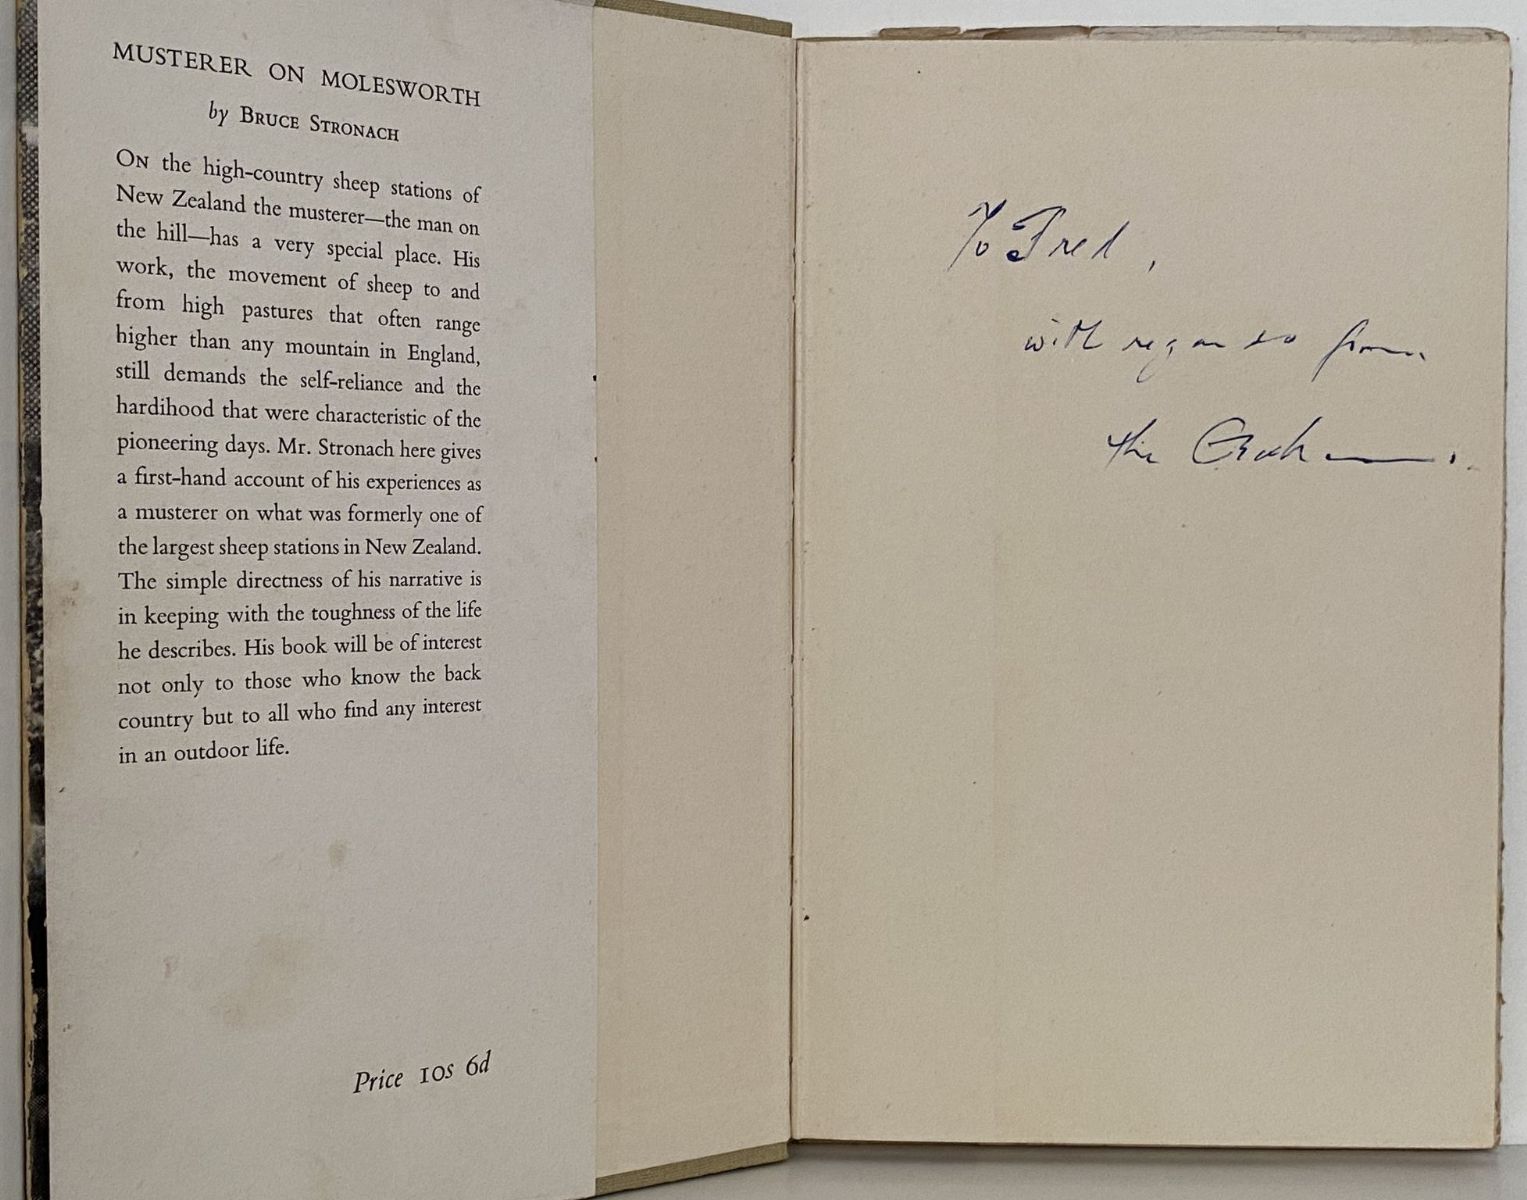 MUSTERER ON MOLESWORTH
by BRUCE STRONACH
ON the high-country sheep stations of
New Zealand the musterer—the man on
the hill—has a very special place. His
work, the movement of sheep to and
from high pastures that often range
higher than any mountain in England,
still demands the self-reliance and the
hardihood that were characteristic of the
pioneering days. Mr. Stronach here gives
a first-hand account of his experiences as
a musterer on what was formerly one of
the largest sheep stations in New Zealand.
The simple directness of his narrative is
in keeping with the toughness of the life
he describes. His book will be of interest
not only to those who know the back
country but to all who find any interest
in an outdoor life.
Price 10s 6d
To Fred,
with regards from
the Grahams.